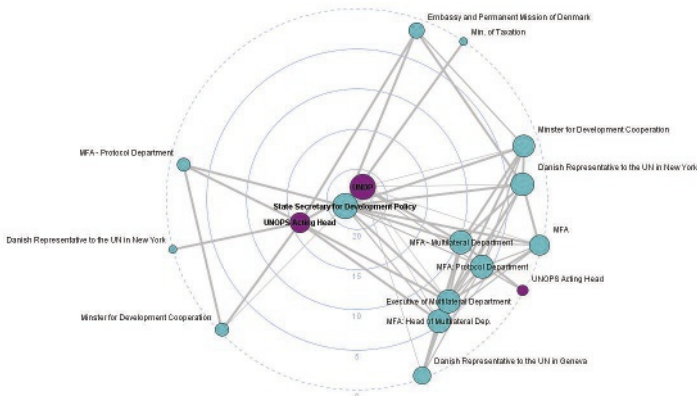 Embassy and Permanent Mission of Denmark
Min. of Taxation
Minster for Development Cooperation
MFA - Protocol Department
Danish Representative to the UN in New York
State Secretary for Development Policy
UNOPS Acting Head
MFA - Multilateral Department
MFA
Danish Representative to the UN in New York
MFA: Protocol Department
UNOPS Acting Head
20
15
Executive of Multilateral Department
Minster for Development Cooperation
MFA: Head of Multilateral Dep.
10
5
Danish Representative to the UN in Geneva